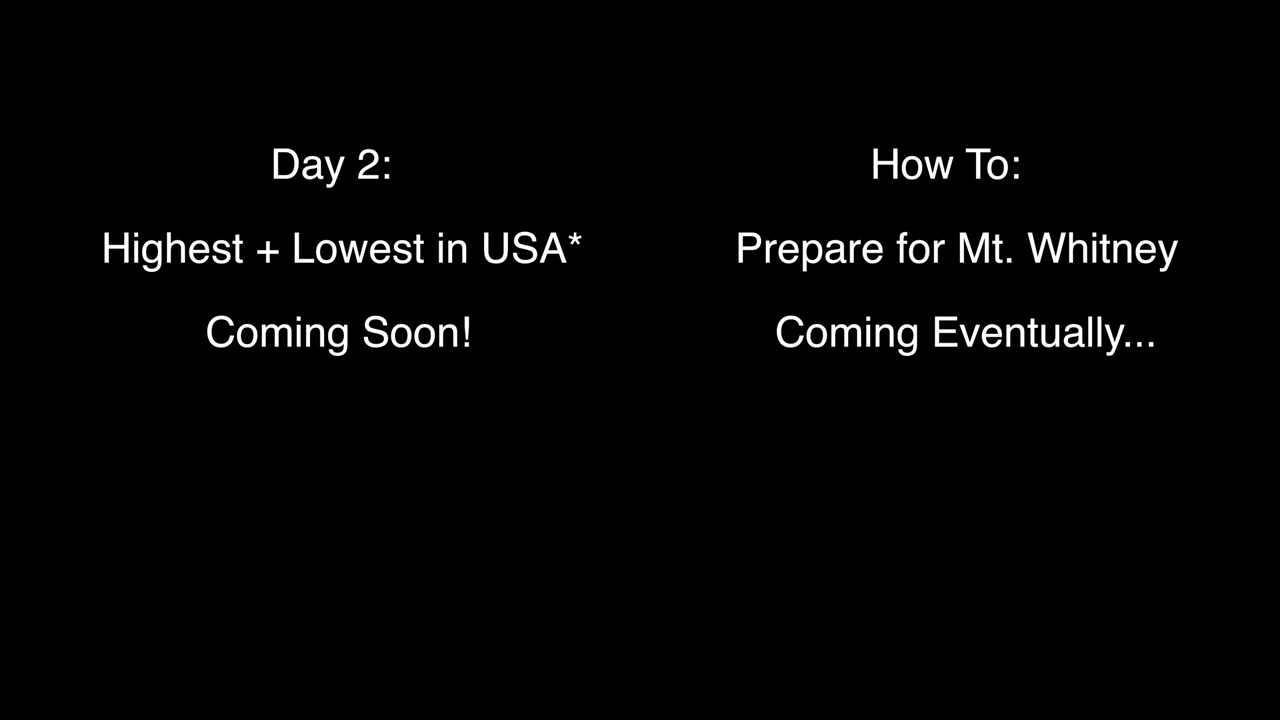 Day 2:
Highest + Lowest in USA*
Coming Soon!
How To:
Prepare for Mt. Whitney
Coming Eventually...